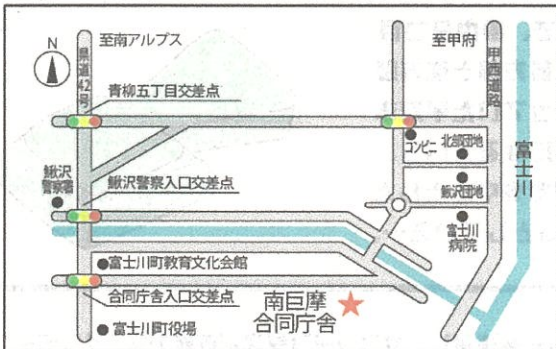 至南アルプス
至甲府
N
県道42号
甲西道路
青柳五丁目交差点
コンビニ
北部団地
富士川
鰍沢警察署
鰍沢警察入口交差点
鰍沢団地
富士川病院
富士川町教育文化会館
合同庁舎入口交差点
南巨摩
合同庁舎
富士川町役場